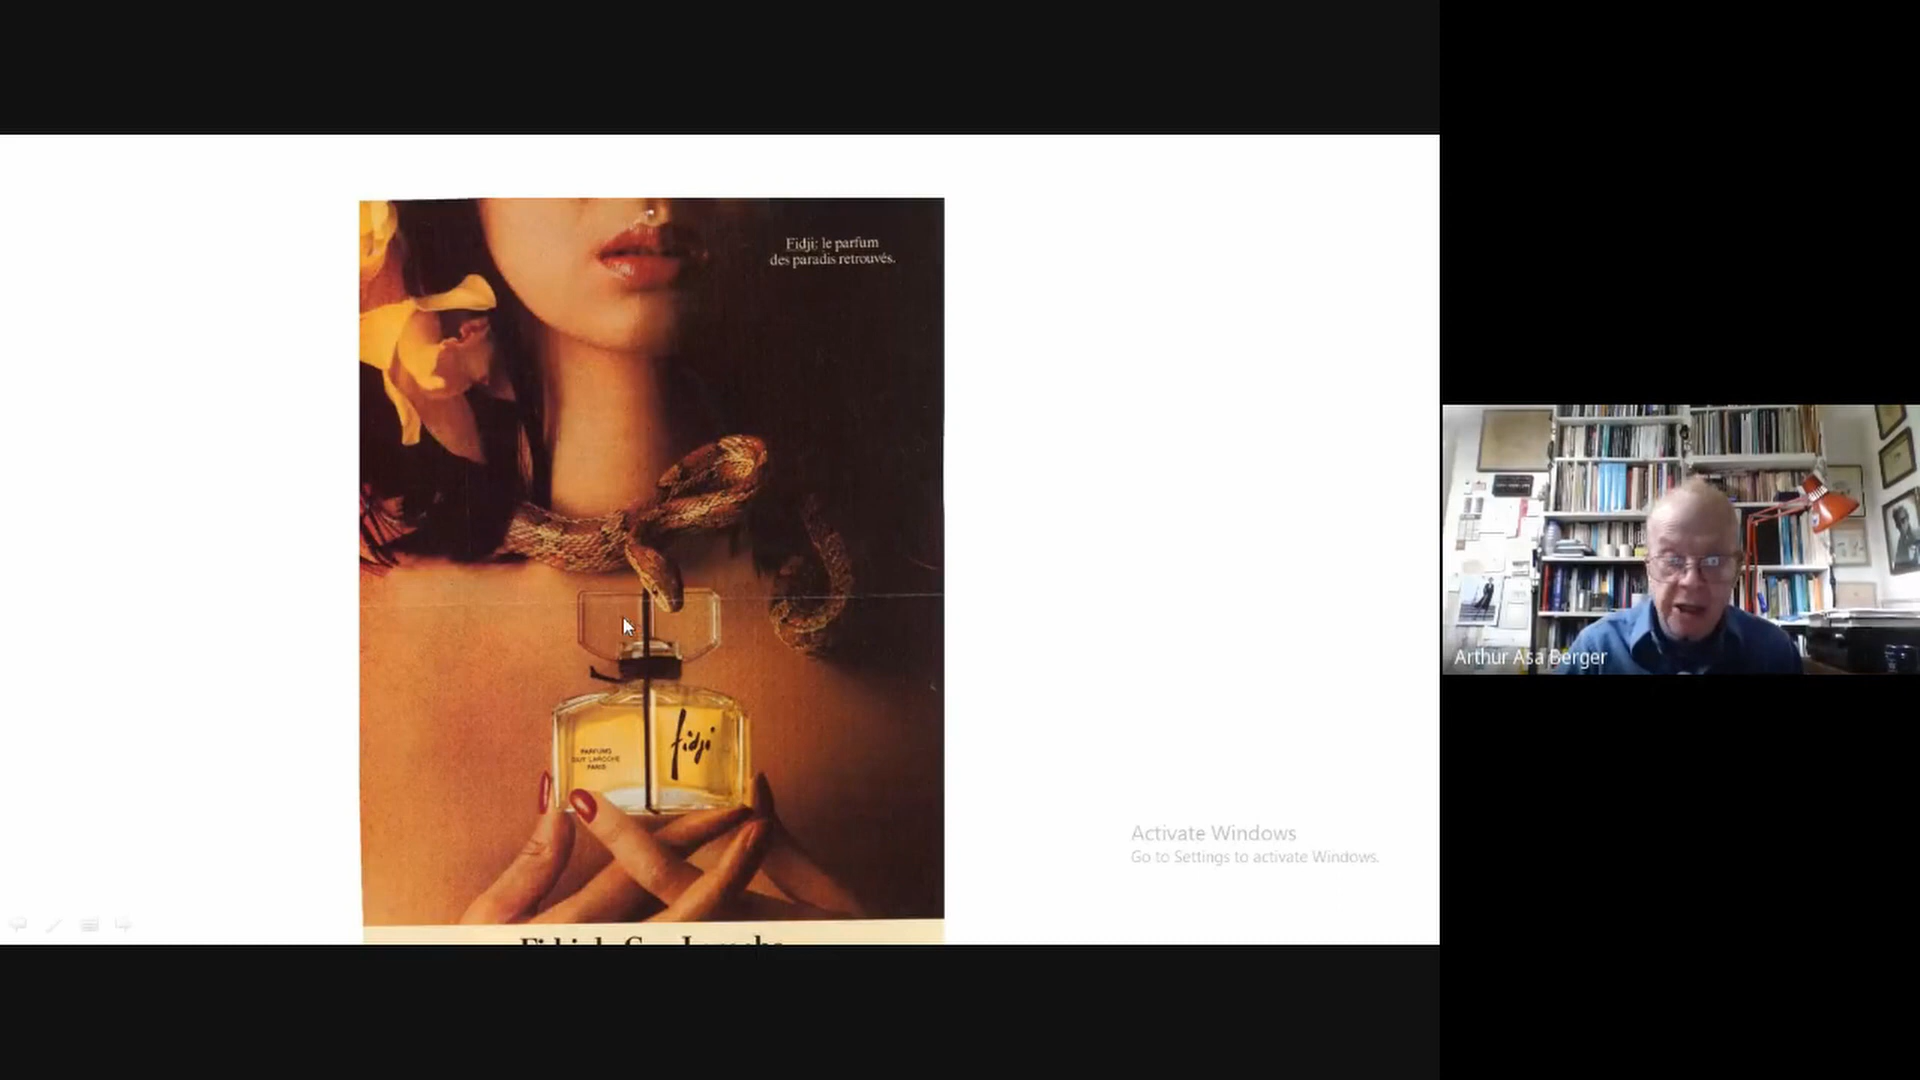 Fidji: le parfum
des paradis retrouvés.
PARFUMS
GUY LAROCHE
PARIS
fidji
Activate Windows
Go to Settings to activate Windows.
Arthur Asa Berger